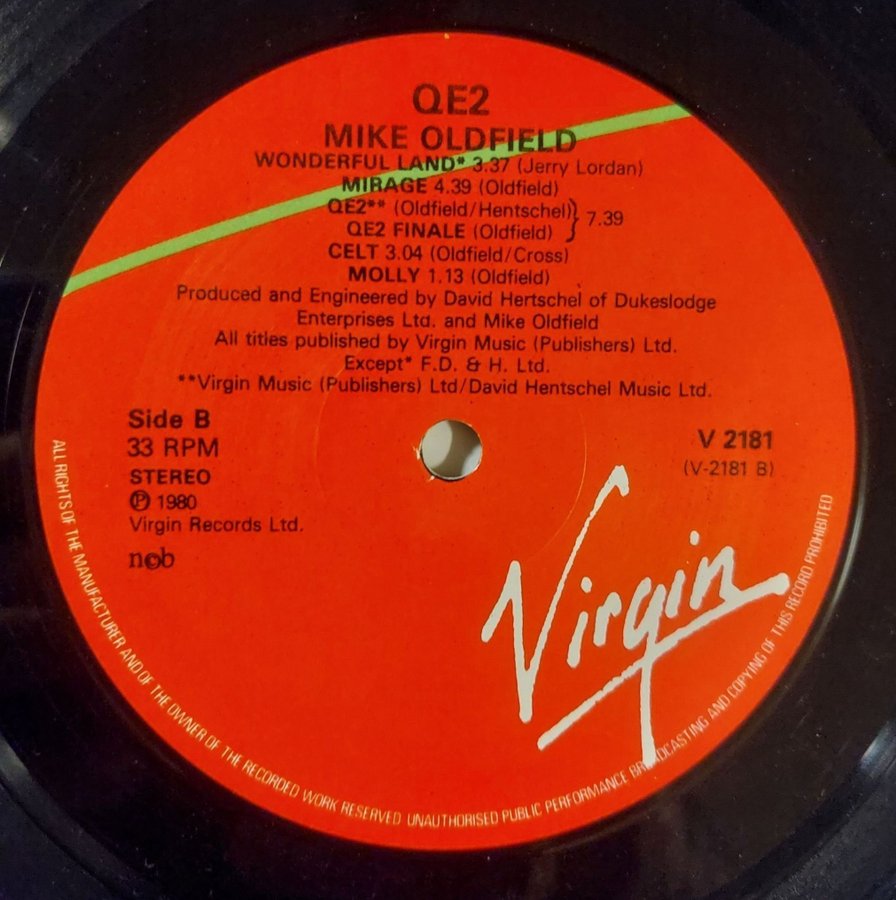 QE2
MIKE OLDFIELD
WONDERFUL LAND* 3.37 (Jerry Lordan)
MIRAGE 4.39 (Oldfield)
QE2** (Oldfield/Hentschel)
QE2 FINALE (Oldfield) } 7.39
CELT 3.04 (Oldfield/Cross)
MOLLY 1.13 (Oldfield)
Produced and Engineered by David Hertschel of Dukeslodge
Enterprises Ltd. and Mike Oldfield
All titles published by Virgin Music (Publishers) Ltd.
Except* F.D. & H. Ltd.
**Virgin Music (Publishers) Ltd/David Hentschel Music Ltd.
Side B
33 RPM
STEREO
Ⓟ 1980
Virgin Records Ltd.
ncb
V 2181
(V-2181 B)
Virgin
ALL RIGHTS OF THE MANUFACTURER AND OF THE OWNER OF THE RECORDED WORK RESERVED UNAUTHORISED PUBLIC PERFORMANCE BROADCASTING AND COPYING OF THIS RECORD PROHIBITED